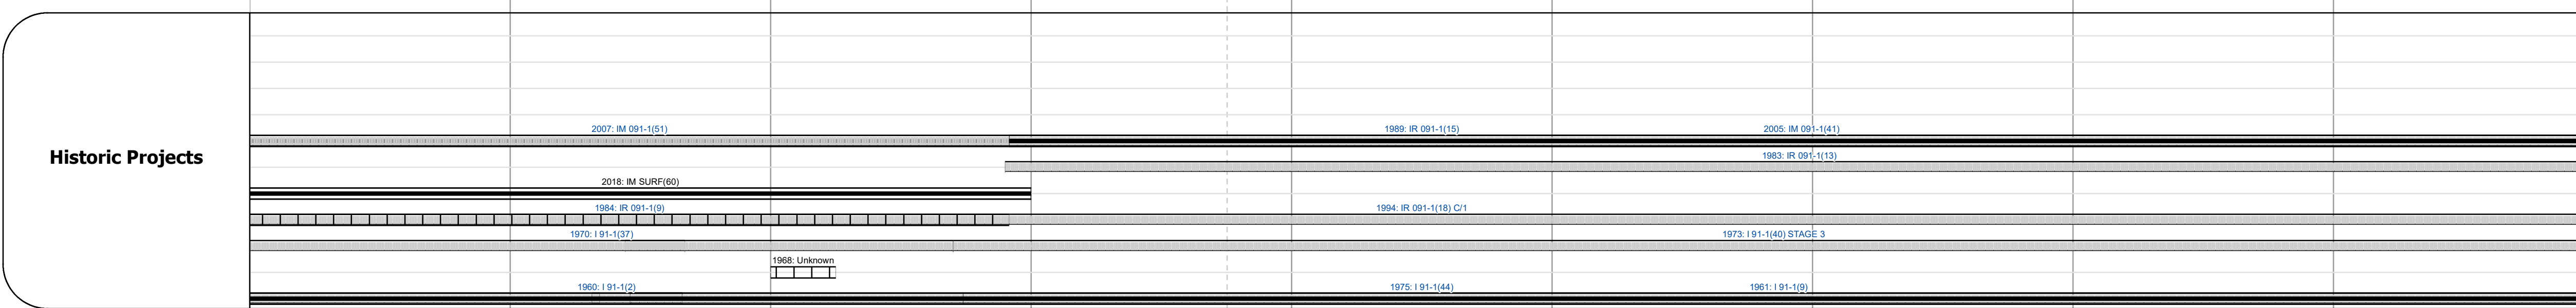 2007: IM 091-1(51) 1989: IR 091-1(15) 2005: IM 091-1(41)
1983: IR 091-1(13)
Historic Projects
2018: IM SURF(60)
1984: IR 091-1(9) 1994: IR 091-1(18) C/1
1970: I 91-1(37) 1973: I 91-1(40) STAGE 3
1968: Unknown
1960: I 91-1(2) 1975: I 91-1(44) 1961: I 91-1(9)